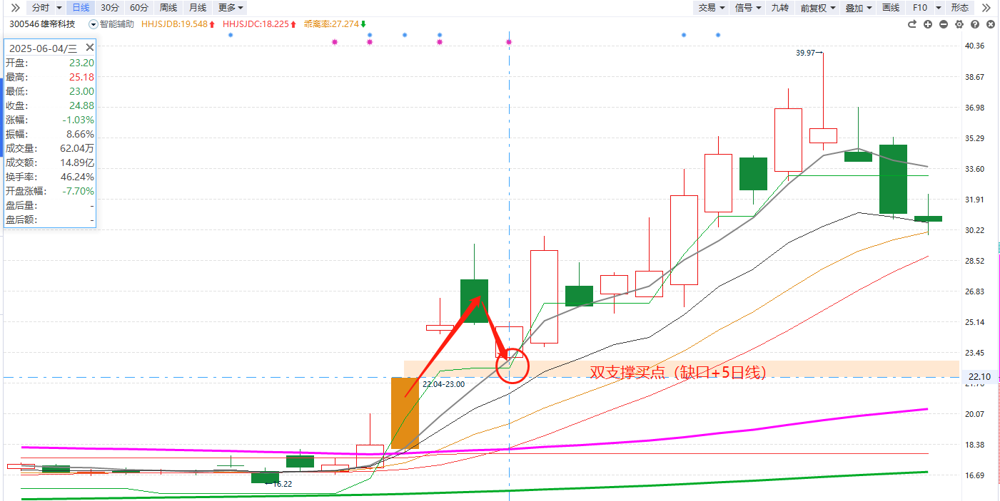 分时 日线 30分 60分 周线 月线 更多 交易 信号 九转 前复权 叠加 画线 F10 形态
300546 雄帝科技 智能辅助 HHJSJDB:19.548 HHJSJDC:18.225 乖离率:27.274
2025-06-04/三
开盘: 23.20
最高: 25.18
最低: 23.00
收盘: 24.88
涨幅: -1.03%
振幅: 8.66%
成交量: 62.04万
成交额: 14.89亿
换手率: 46.24%
开盘涨幅: -7.70%
盘后量: -
盘后额: -
39.97
双支撑买点（缺口+5日线）
22.04-23.00
16.22
40.36
38.67
36.98
35.29
33.60
31.91
30.22
28.52
26.83
25.14
23.45
22.10
20.07
18.38
16.69